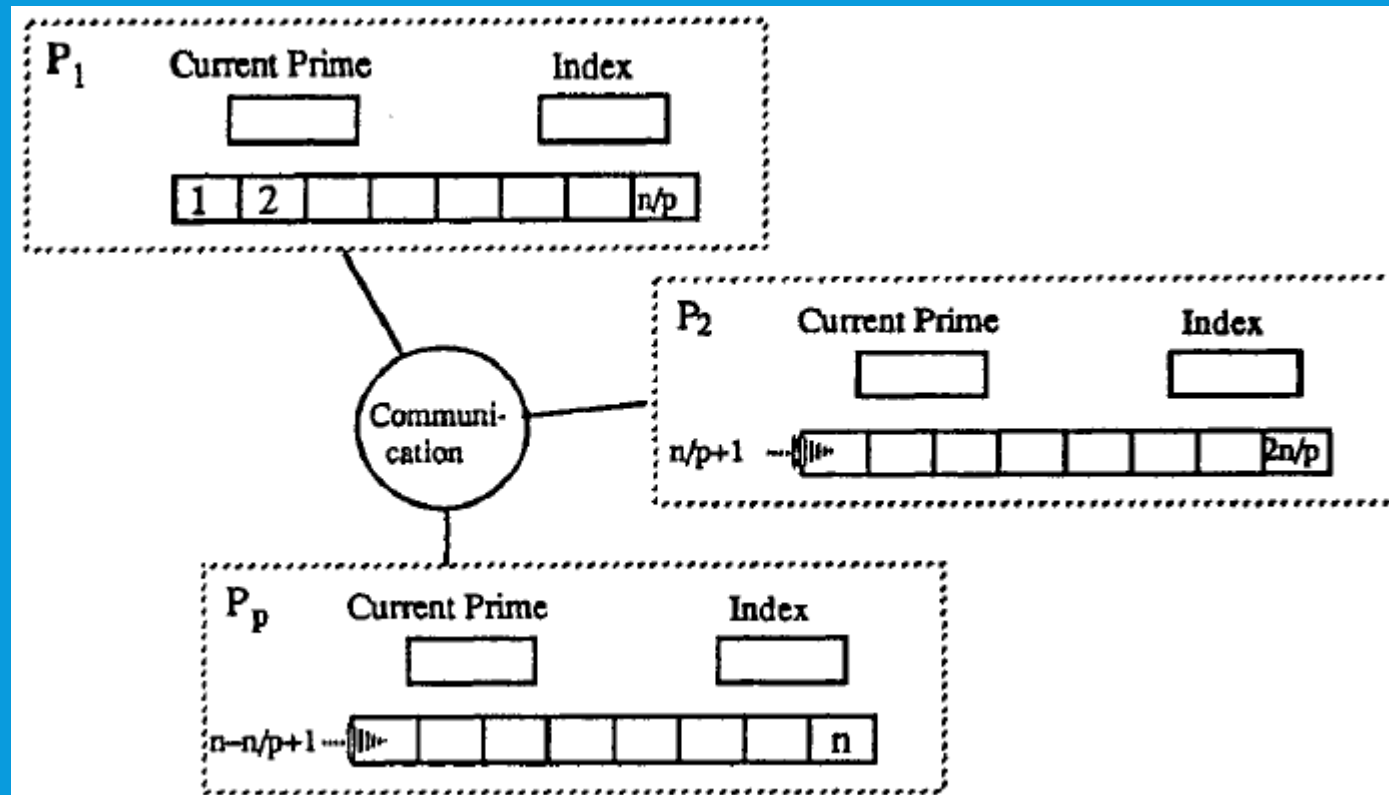 P1
Current Prime Index
1 2 n/p
P2
Current Prime Index
Communi-
cation
n/p+1 2n/p
Pp
Current Prime Index
n–n/p+1 n